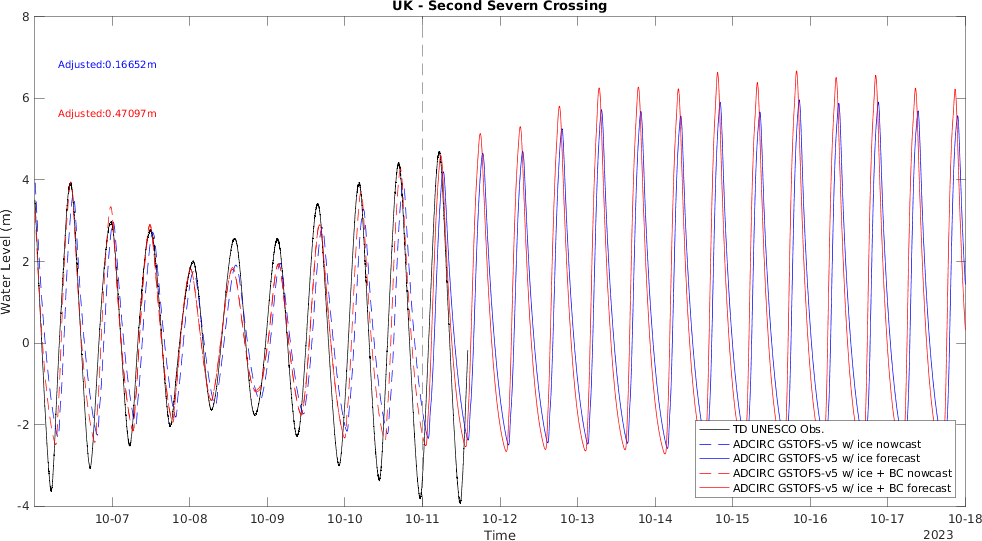 UK - Second Severn Crossing
8
6
4
2
0
-2
-4
Water Level (m)
Adjusted:0.16652m
Adjusted:0.47097m
TD UNESCO Obs.
ADCIRC GSTOFS-v5 w/ ice nowcast
ADCIRC GSTOFS-v5 w/ ice forecast
ADCIRC GSTOFS-v5 w/ ice + BC nowcast
ADCIRC GSTOFS-v5 w/ ice + BC forecast
10-07 10-08 10-09 10-10 10-11 10-12 10-13 10-14 10-15 10-16 10-17 10-18
Time
2023